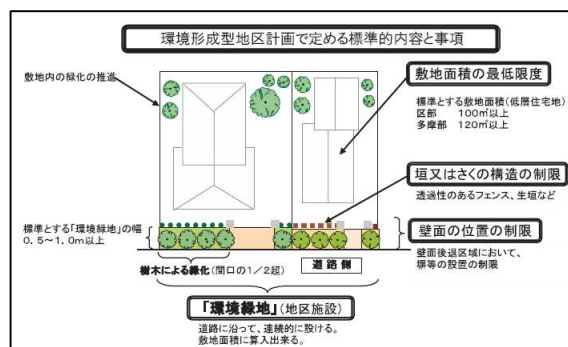 環境形成型地区計画で定める標準的内容と事項
敷地内の緑化の推進
敷地面積の最低限度
標準とする敷地面積(低層住宅地)
区部 100㎡以上
多摩部 120㎡以上
垣又はさくの構造の制限
透過性のあるフェンス、生垣など
標準とする「環境緑地」の幅
0.5~1.0m以上
壁面の位置の制限
壁面後退区域において、
塀等の設置の制限
樹木による緑化(間口の1/2超)
道路側
「環境緑地」(地区施設)
道路に沿って、連続的に設ける。
敷地面積に算入出来る。